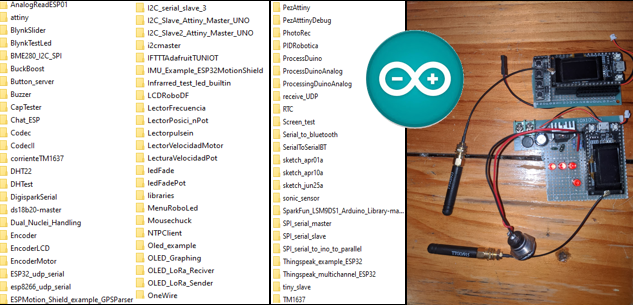 AnalogReadESP01
attiny
BlynkSlider
BlynkTestLed
BME280_I2C_SPI
BuckBoost
Button_server
Buzzer
CapTester
Chat_ESP
Codec
CodecII
corrienteTM1637
DHT22
DHTest
DigisparkSerial
ds18b20-master
Dual_Nuclei_Handling
Encoder
EncoderLCD
EncoderMotor
ESP32_udp_serial
esp8266_udp_serial
ESPMotion_Shield_example_GPSParser
I2C_serial_slave_3
I2C_Slave_Attiny_Master_UNO
I2C_Slave2_Attiny_Master_UNO
i2cmaster
IFTTTAdafruitTUNIOT
IMU_Example_ESP32MotionShield
Infrarred_test_led_builtin
LCDRoboDF
LectorFrecuencia
LectorPosici_nPot
Lectorpulsein
LectorVelocidadMotor
LecturaVelocidadPot
ledFade
ledFadePot
libraries
MenuRoboLed
Mousechuck
NTPClient
Oled_example
OLED_Graphing
OLED_LoRa_Reciver
OLED_LoRa_Sender
OneWire
PezAttiny
PezAtttinyDebug
PhotoRec
PIDRobotica
ProcessDuino
ProcessDuinoAnalog
ProcessingDuinoAnalog
receive_UDP
RTC
Screen_test
Serial_to_bluetooth
SerialToSerialBT
sketch_apr01a
sketch_apr10a
sketch_jun25a
sonic_sensor
SparkFun_LSM9DS1_Arduino_Library-ma...
SPI_serial_master
SPI_serial_slave
SPI_serial_to_ino_to_parallel
Thingspeak_example_ESP32
Thingspeak_multichannel_ESP32
tiny_slave
TM1637